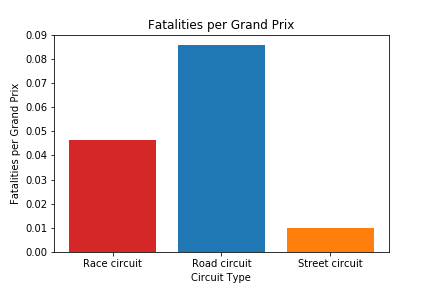 Fatalities per Grand Prix
0.09
0.08
0.07
0.06
0.05
0.04
0.03
0.02
0.01
0.00
Fatalities per Grand Prix
Race circuit
Road circuit
Street circuit
Circuit Type